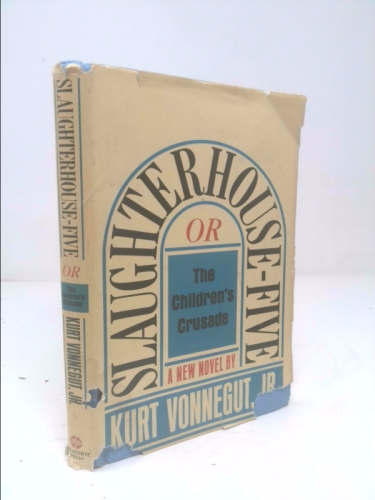 SLAUGHTERHOUSE-FIVE
OR
The
Children's
Crusade
A NEW NOVEL BY
KURT VONNEGUT, JR.
SLAUGHTERHOUSE-FIVE
OR
THE
CHILDREN'S
CRUSADE
KURT VONNEGUT, JR.
PRESS